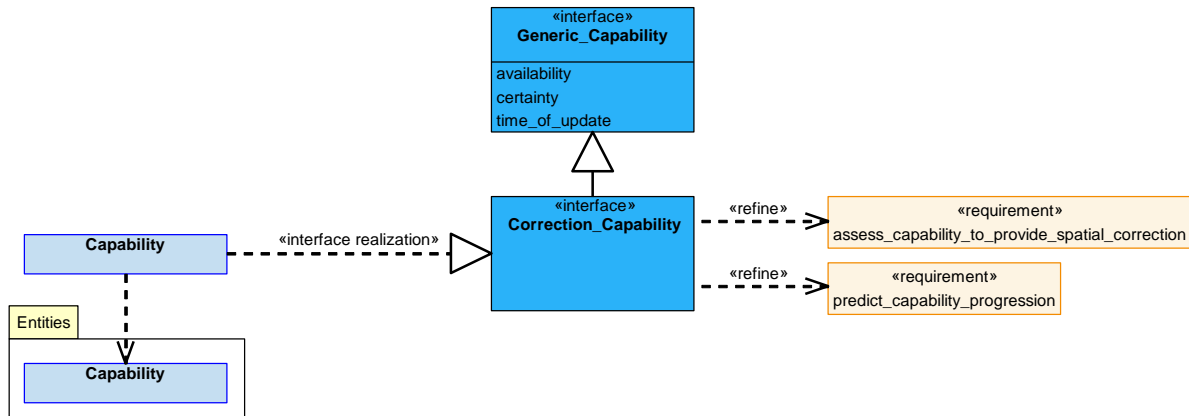 «interface»
Generic_Capability
availability
certainty
time_of_update
«interface»
Correction_Capability
«refine»
«requirement»
assess_capability_to_provide_spatial_correction
Capability
«interface realization»
«refine»
«requirement»
predict_capability_progression
Entities
Capability